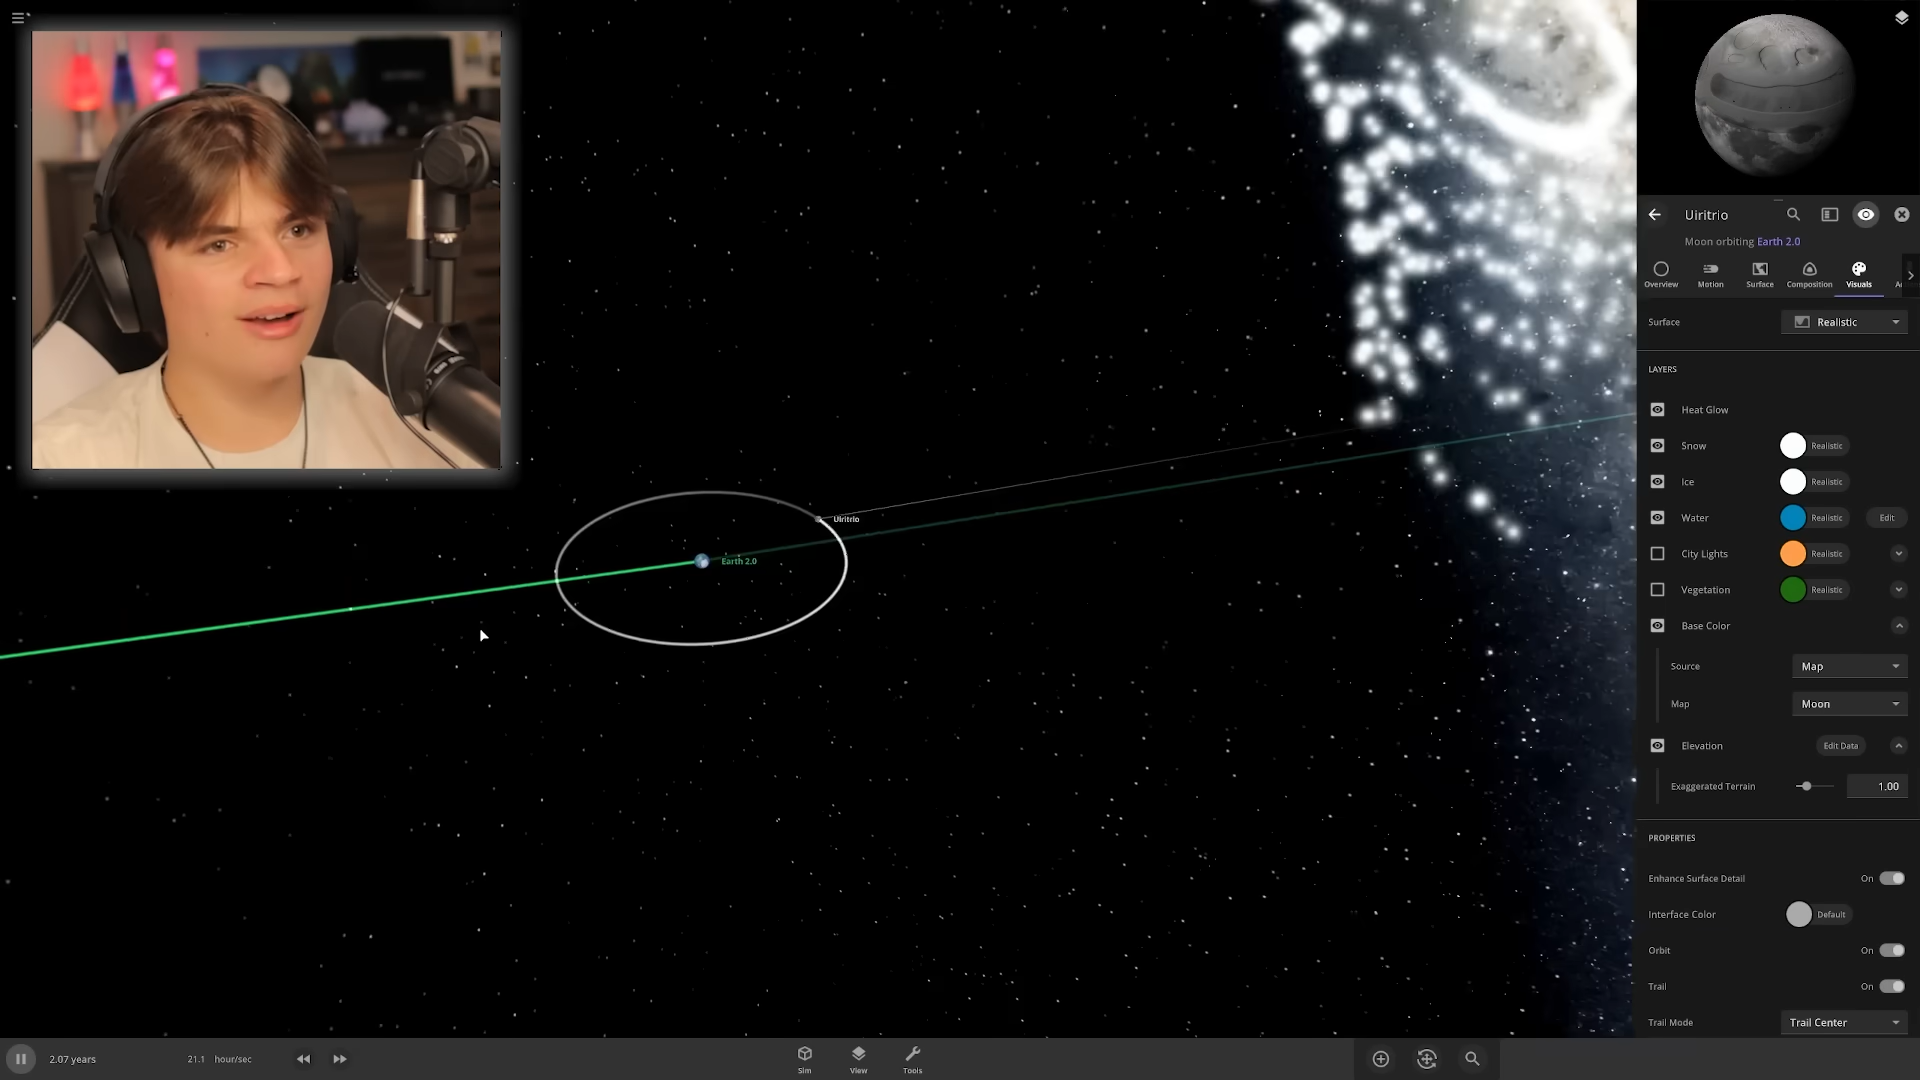 Uiritrio
Moon orbiting Earth 2.0
Overview
Motion
Surface
Composition
Visuals
Surface
Realistic
LAYERS
Heat Glow
Snow
Realistic
Ice
Realistic
Water
Realistic
Edit
City Lights
Realistic
Vegetation
Realistic
Base Color
Source
Map
Map
Moon
Elevation
Edit Data
Exaggerated Terrain
1.00
PROPERTIES
Enhance Surface Detail
On
Interface Color
Default
Orbit
On
Trail
On
Trail Mode
Trail Center
Uiritrio
Earth 2.0
2.07 years
21.1 hour/sec
Sim
View
Tools